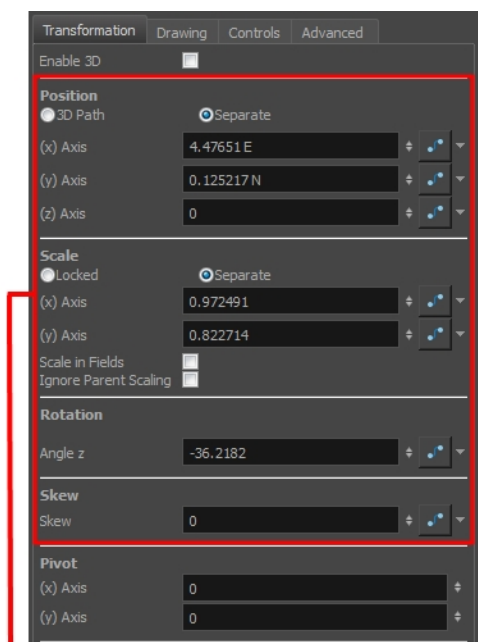 Transformation Drawing Controls Advanced
Enable 3D
Position
3D Path Separate
(x) Axis 4.47651 E
(y) Axis 0.125217 N
(z) Axis 0
Scale
Locked Separate
(x) Axis 0.972491
(y) Axis 0.822714
Scale in Fields
Ignore Parent Scaling
Rotation
Angle z -36.2182
Skew
Skew 0
Pivot
(x) Axis 0
(y) Axis 0